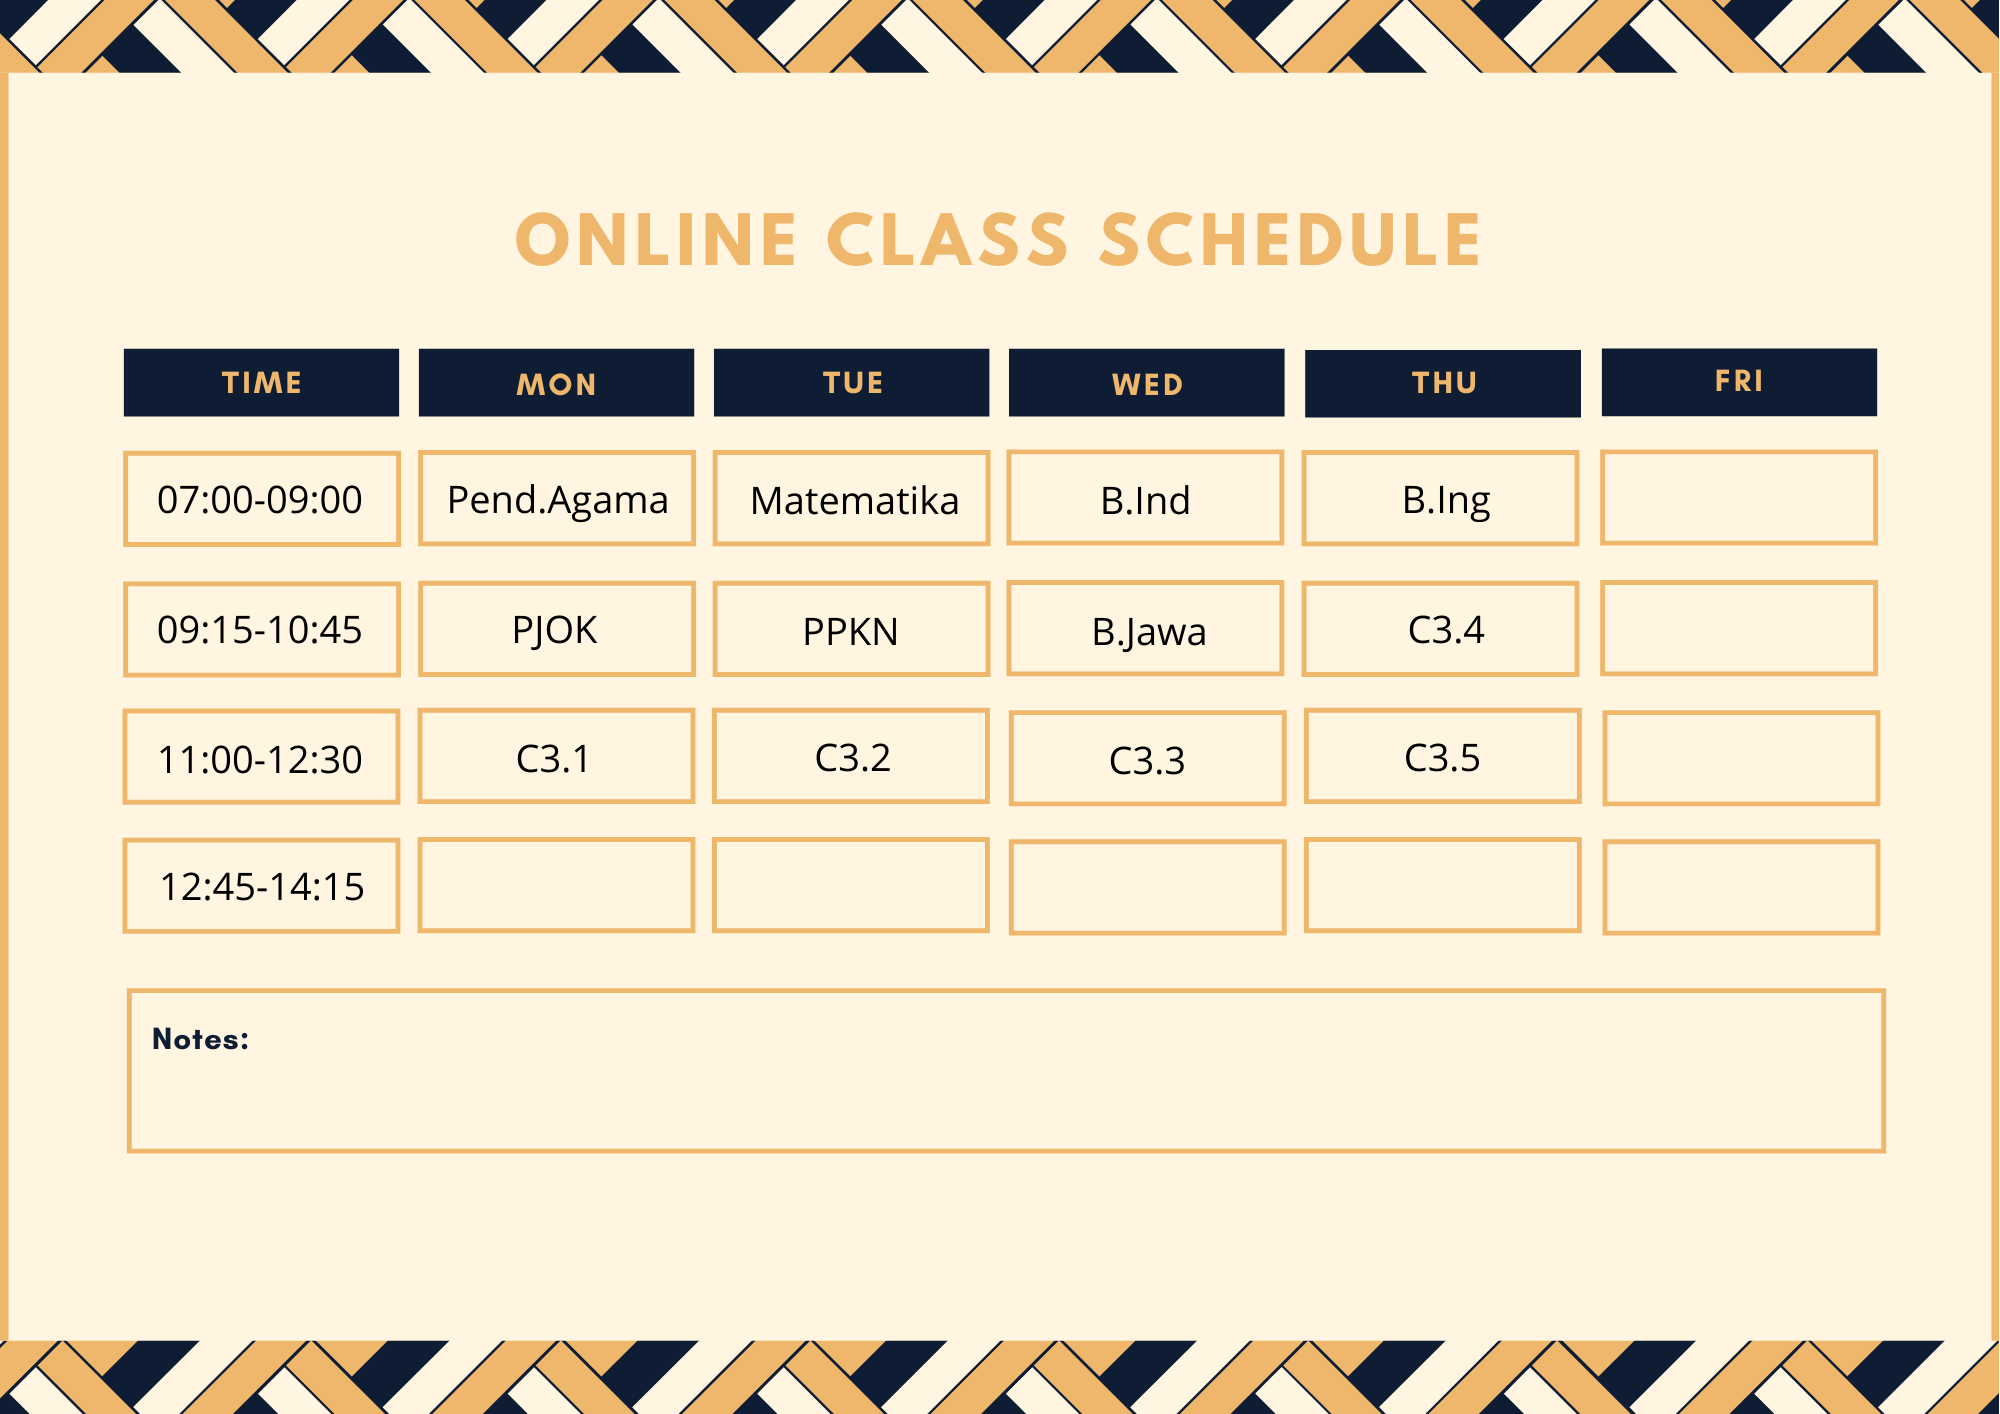 ONLINE CLASS SCHEDULE
TIME MON TUE WED THU FRI
07:00-09:00 Pend.Agama Matematika B.Ind B.Ing
09:15-10:45 PJOK PPKN B.Jawa C3.4
11:00-12:30 C3.1 C3.2 C3.3 C3.5
12:45-14:15
Notes: